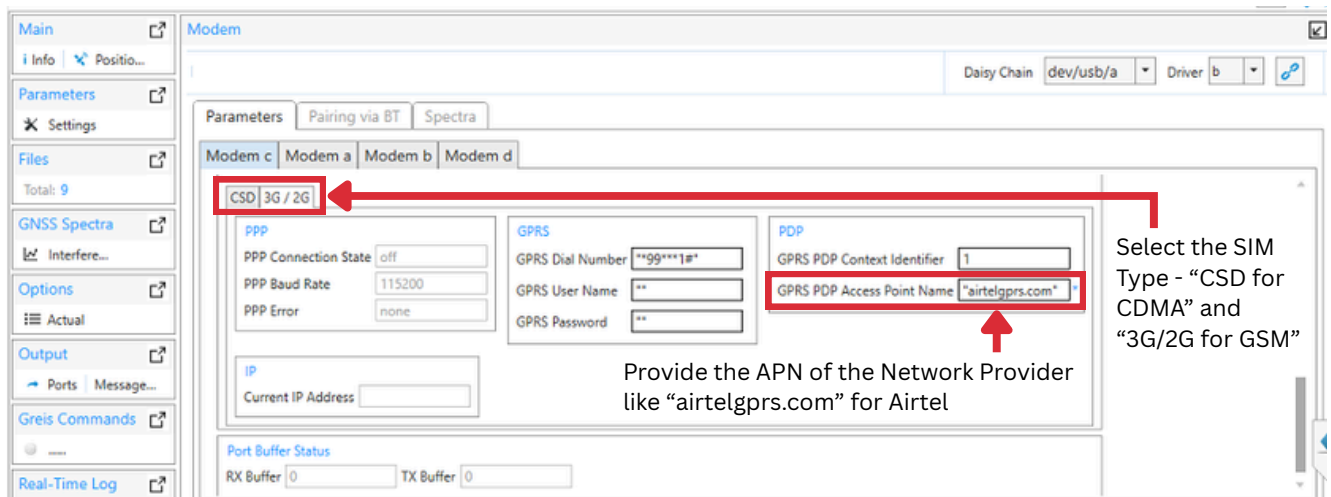 Main
Modem
i Info
Positio...
Daisy Chain dev/usb/a Driver b
Parameters
Settings
Parameters Pairing via BT Spectra
Modem c Modem a Modem b Modem d
Files
Total: 9
CSD 3G / 2G
GNSS Spectra
Interfere...
PPP
PPP Connection State off
PPP Baud Rate 115200
PPP Error none
GPRS
GPRS Dial Number "*99***1#"
GPRS User Name ""
GPRS Password ""
PDP
GPRS PDP Context Identifier 1
GPRS PDP Access Point Name "airtelgprs.com" *
Select the SIM
Type - “CSD for
CDMA” and
“3G/2G for GSM”
Options
Actual
Output
Ports Message...
IP
Current IP Address
Provide the APN of the Network Provider
like “airtelgprs.com” for Airtel
Greis Commands
......
Port Buffer Status
RX Buffer 0 TX Buffer 0
Real-Time Log